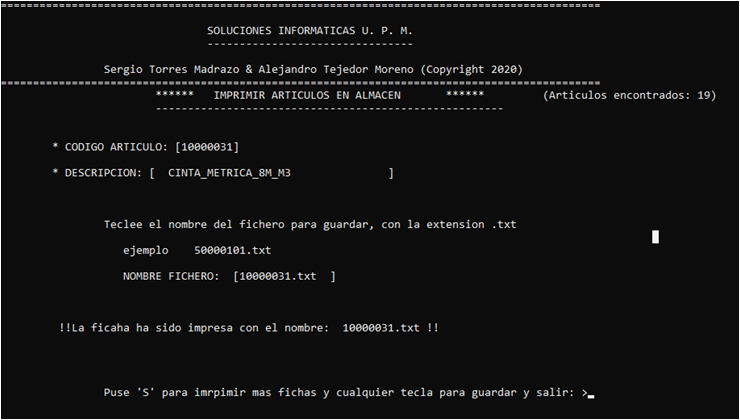 =============================================================================================
SOLUCIONES INFORMATICAS U. P. M.
--------------------------------
Sergio Torres Madrazo & Alejandro Tejedor Moreno (Copyright 2020)
=============================================================================================
****** IMPRIMIR ARTICULOS EN ALMACEN ****** (Articulos encontrados: 19)
------------------------------------------------------
* CODIGO ARTICULO: [10000031]
* DESCRIPCION: [ CINTA_METRICA_8M_M3 ]
Teclee el nombre del fichero para guardar, con la extension .txt
ejemplo 50000101.txt
NOMBRE FICHERO: [10000031.txt ]
!!La ficaha ha sido impresa con el nombre: 10000031.txt !!
Puse 'S' para imrpimir mas fichas y cualquier tecla para guardar y salir: >_